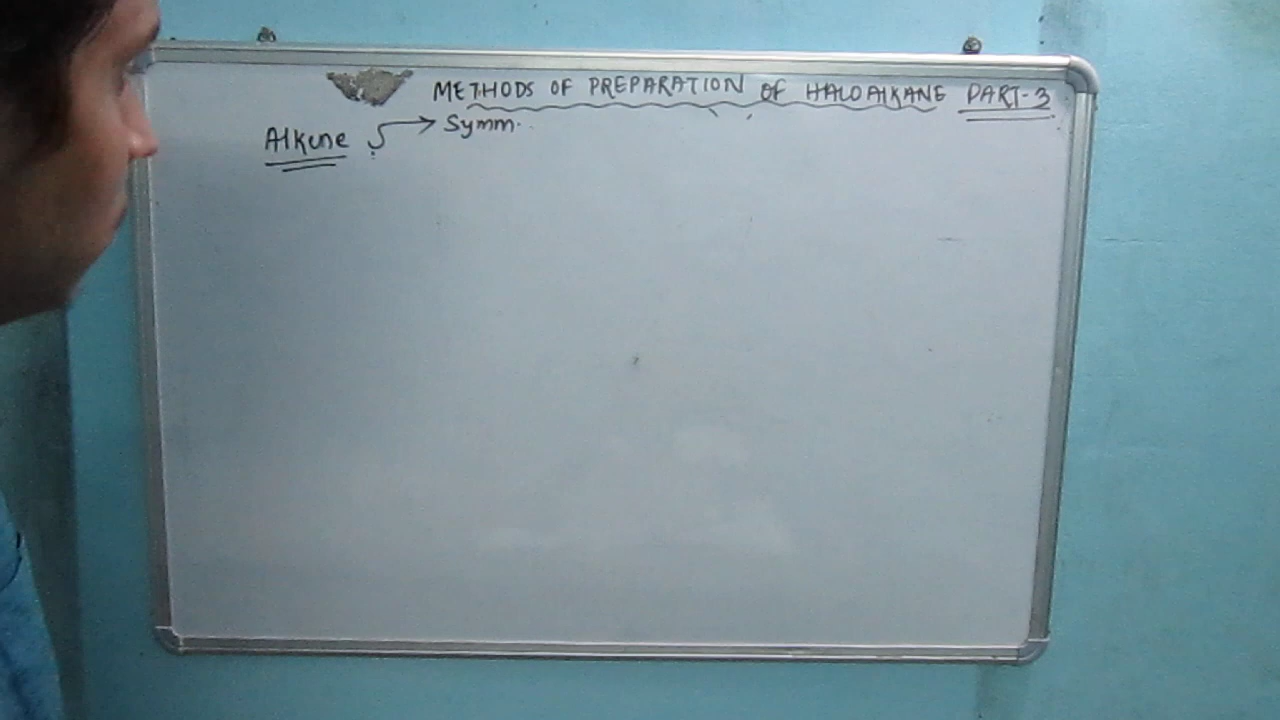 METHODS OF PREPARATION OF HALOALKANE PART-3
Alkene → Symm.